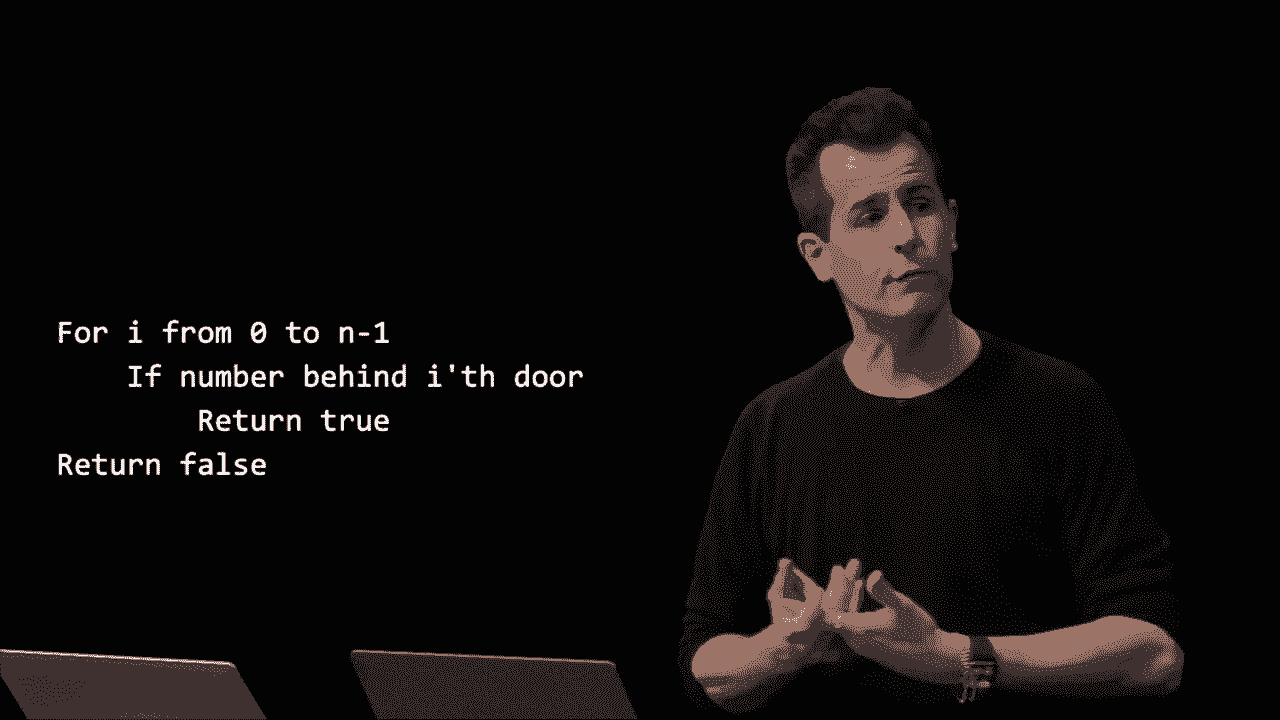 For i from 0 to n-1
If number behind i'th door
Return true
Return false